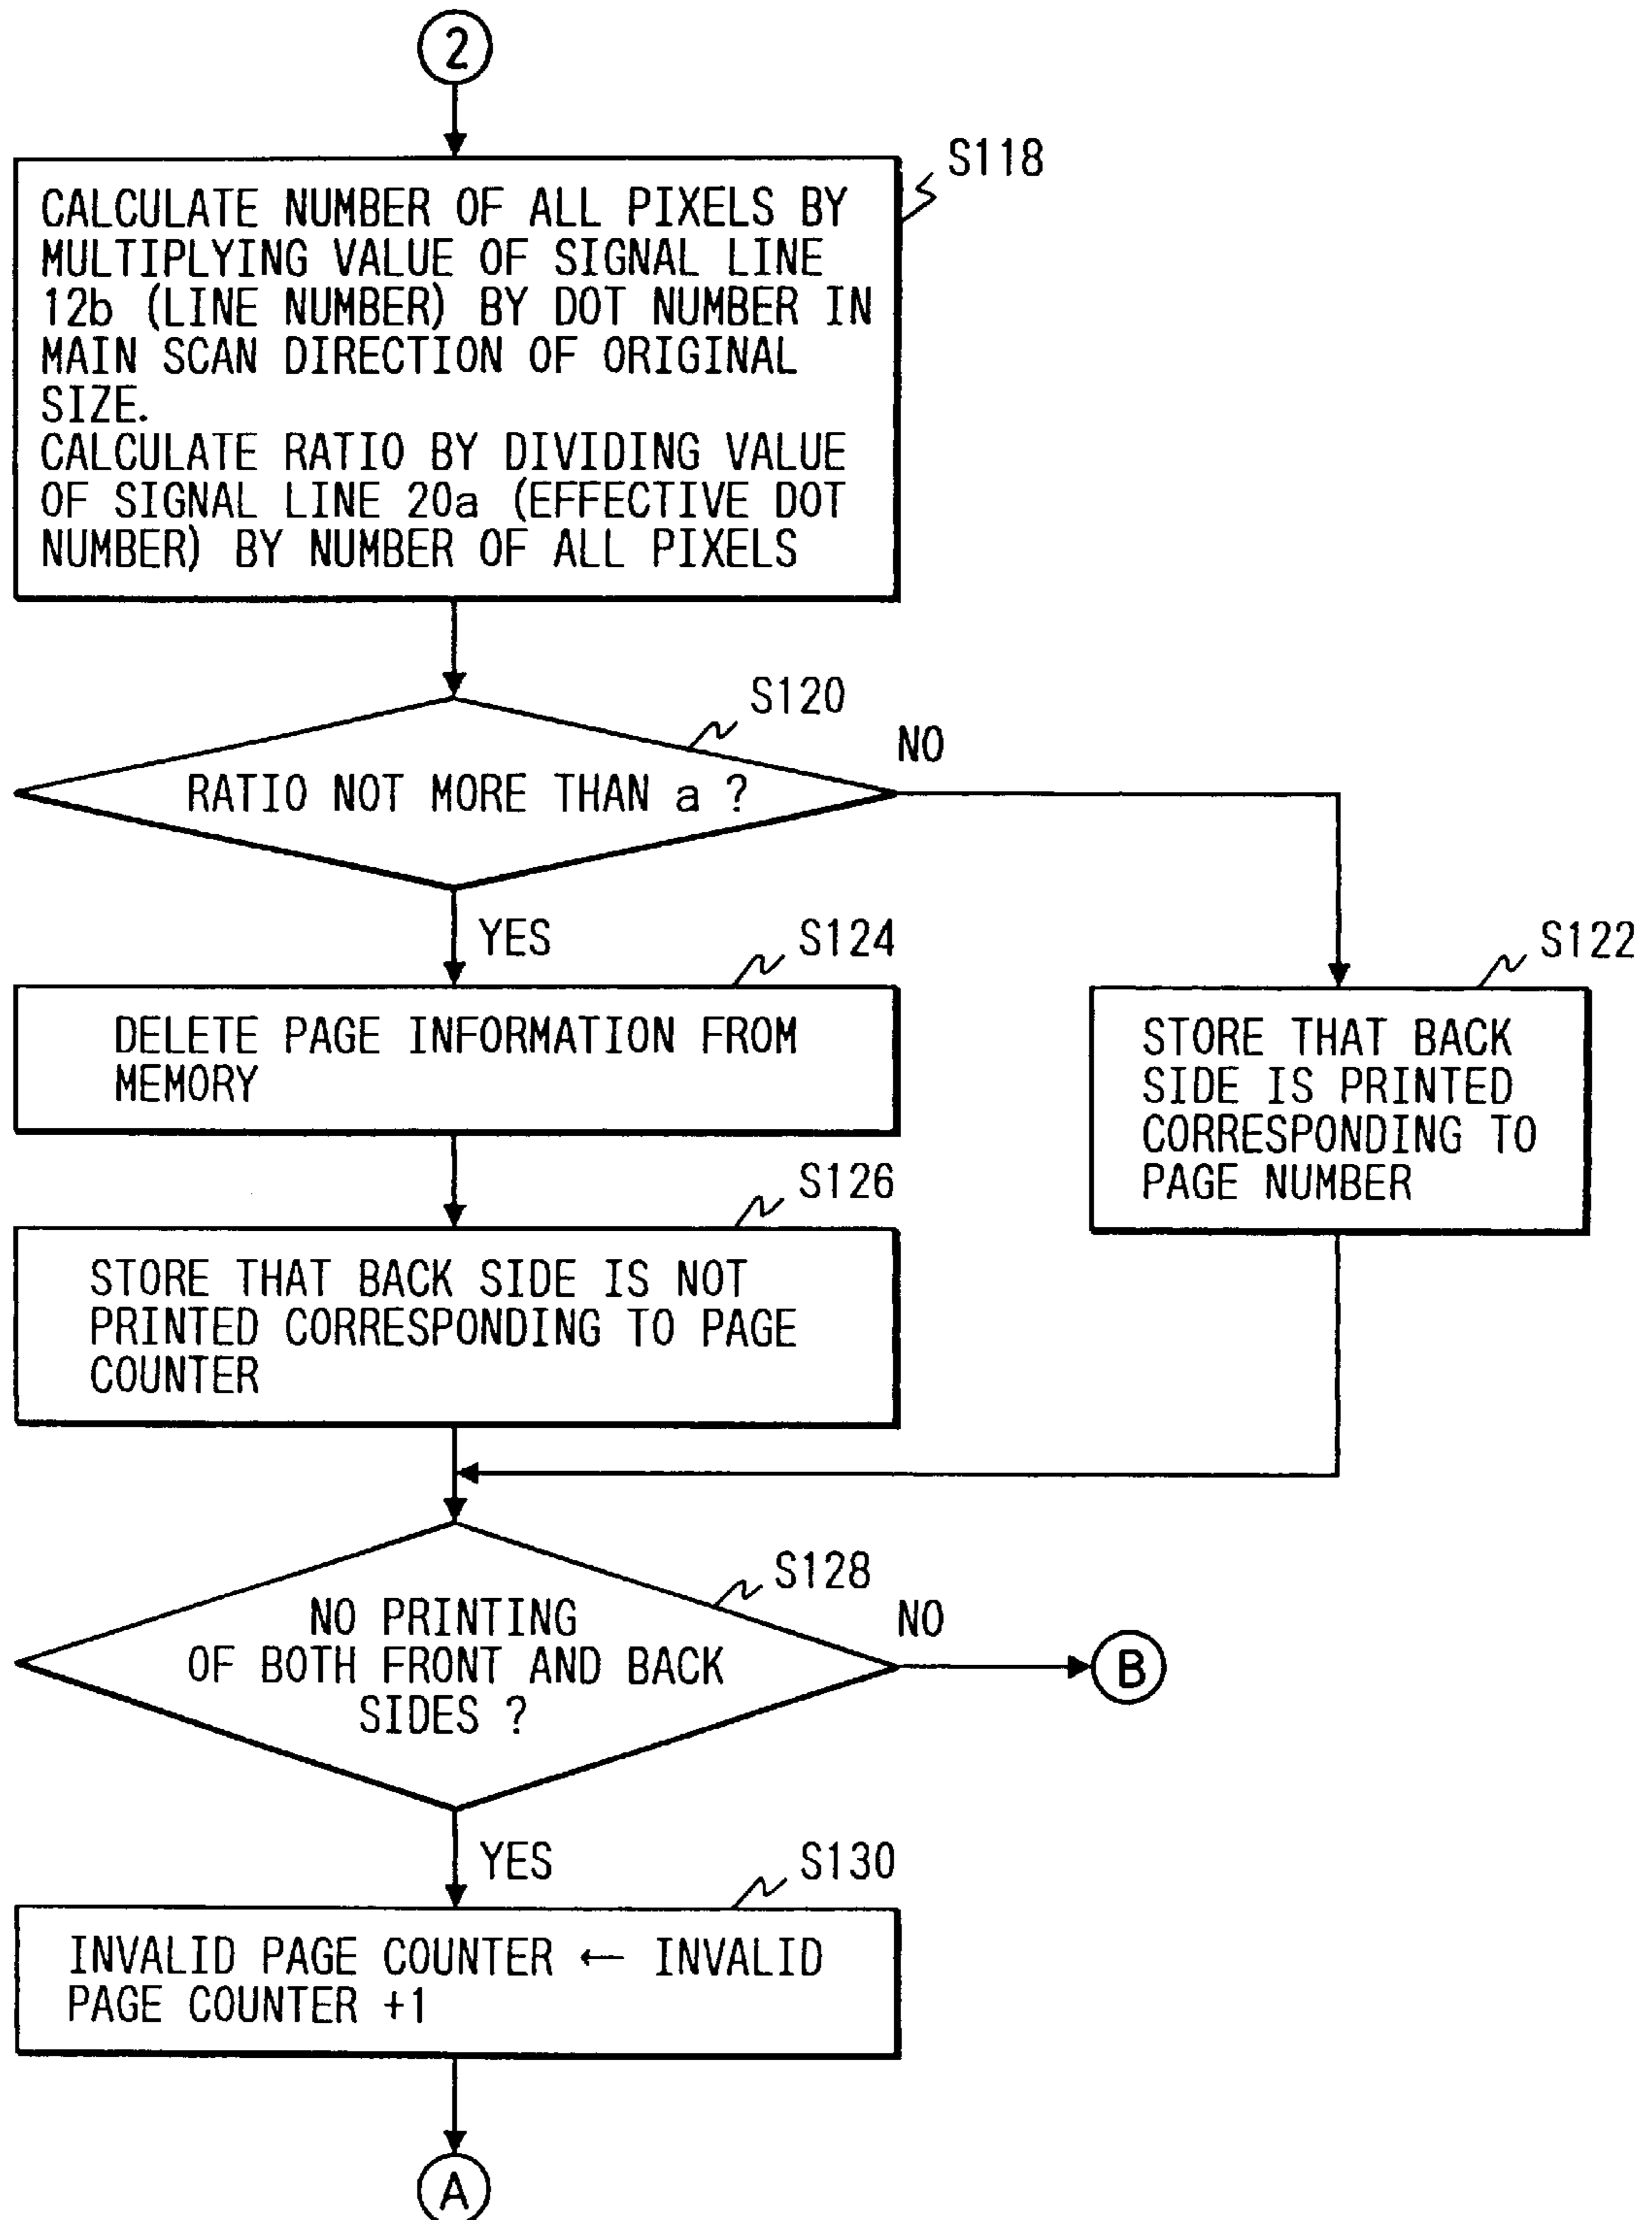 2
S118
CALCULATE NUMBER OF ALL PIXELS BY
MULTIPLYING VALUE OF SIGNAL LINE
12b (LINE NUMBER) BY DOT NUMBER IN
MAIN SCAN DIRECTION OF ORIGINAL
SIZE.
CALCULATE RATIO BY DIVIDING VALUE
OF SIGNAL LINE 20a (EFFECTIVE DOT
NUMBER) BY NUMBER OF ALL PIXELS
S120
NO
RATIO NOT MORE THAN a ?
YES
S124
DELETE PAGE INFORMATION FROM
MEMORY
S122
STORE THAT BACK
SIDE IS PRINTED
CORRESPONDING TO
PAGE NUMBER
S126
STORE THAT BACK SIDE IS NOT
PRINTED CORRESPONDING TO PAGE
COUNTER
S128
NO PRINTING
OF BOTH FRONT AND BACK
SIDES ?
NO
B
YES
S130
INVALID PAGE COUNTER ← INVALID
PAGE COUNTER +1
A